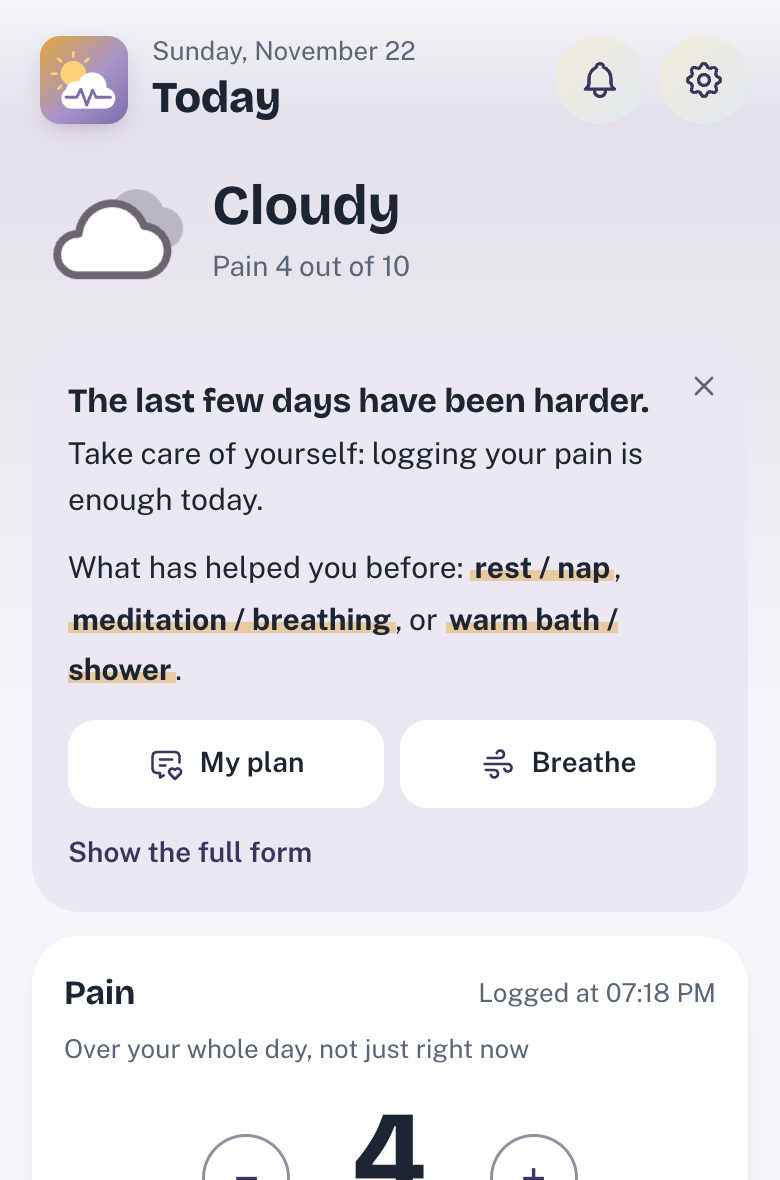 Sunday, November 22
Today
Cloudy
Pain 4 out of 10
The last few days have been harder.
Take care of yourself: logging your pain is
enough today.
What has helped you before: rest / nap,
meditation / breathing, or warm bath /
shower.
My plan
Breathe
Show the full form
Pain
Logged at 07:18 PM
Over your whole day, not just right now
− 4 +